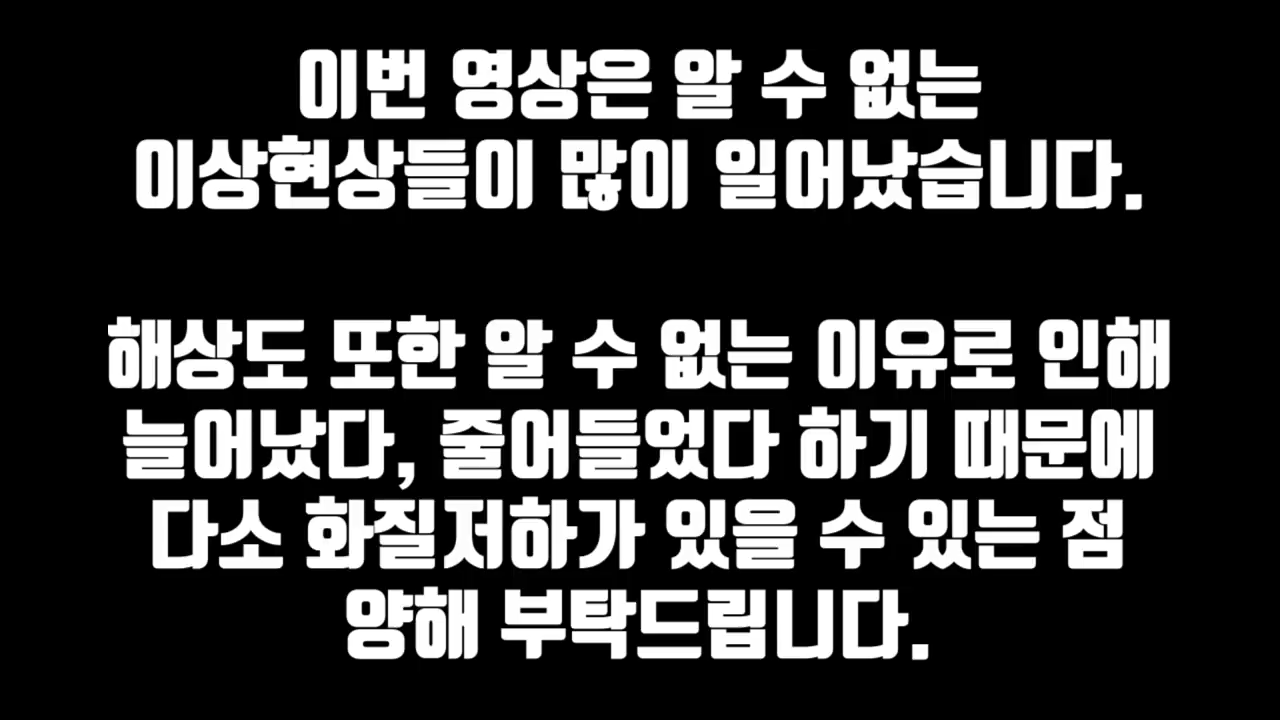 이번 영상은 알 수 없는
이상현상들이 많이 일어났습니다.
해상도 또한 알 수 없는 이유로 인해
늘어났다, 줄어들었다 하기 때문에
다소 화질저하가 있을 수 있는 점
양해 부탁드립니다.